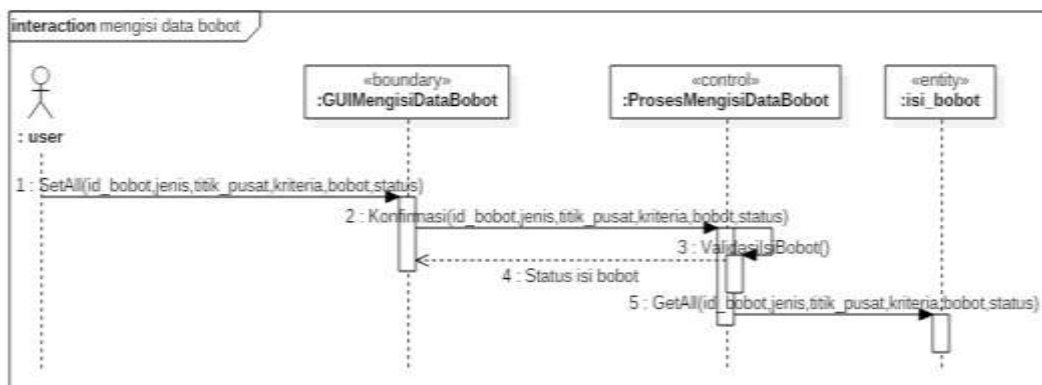 interaction mengisi data bobot
: user
«boundary»
:GUIMengisiDataBobot
«control»
:ProsesMengisiDataBobot
«entity»
:isi_bobot
1 : SetAll(id_bobot,jenis,titik_pusat,kriteria,bobot,status)
2 : Konfirmasi(id_bobot,jenis,titik_pusat,kriteria,bobot,status)
3 : ValidasiIsiBobot()
4 : Status isi bobot
5 : GetAll(id_bobot,jenis,titik_pusat,kriteria,bobot,status)